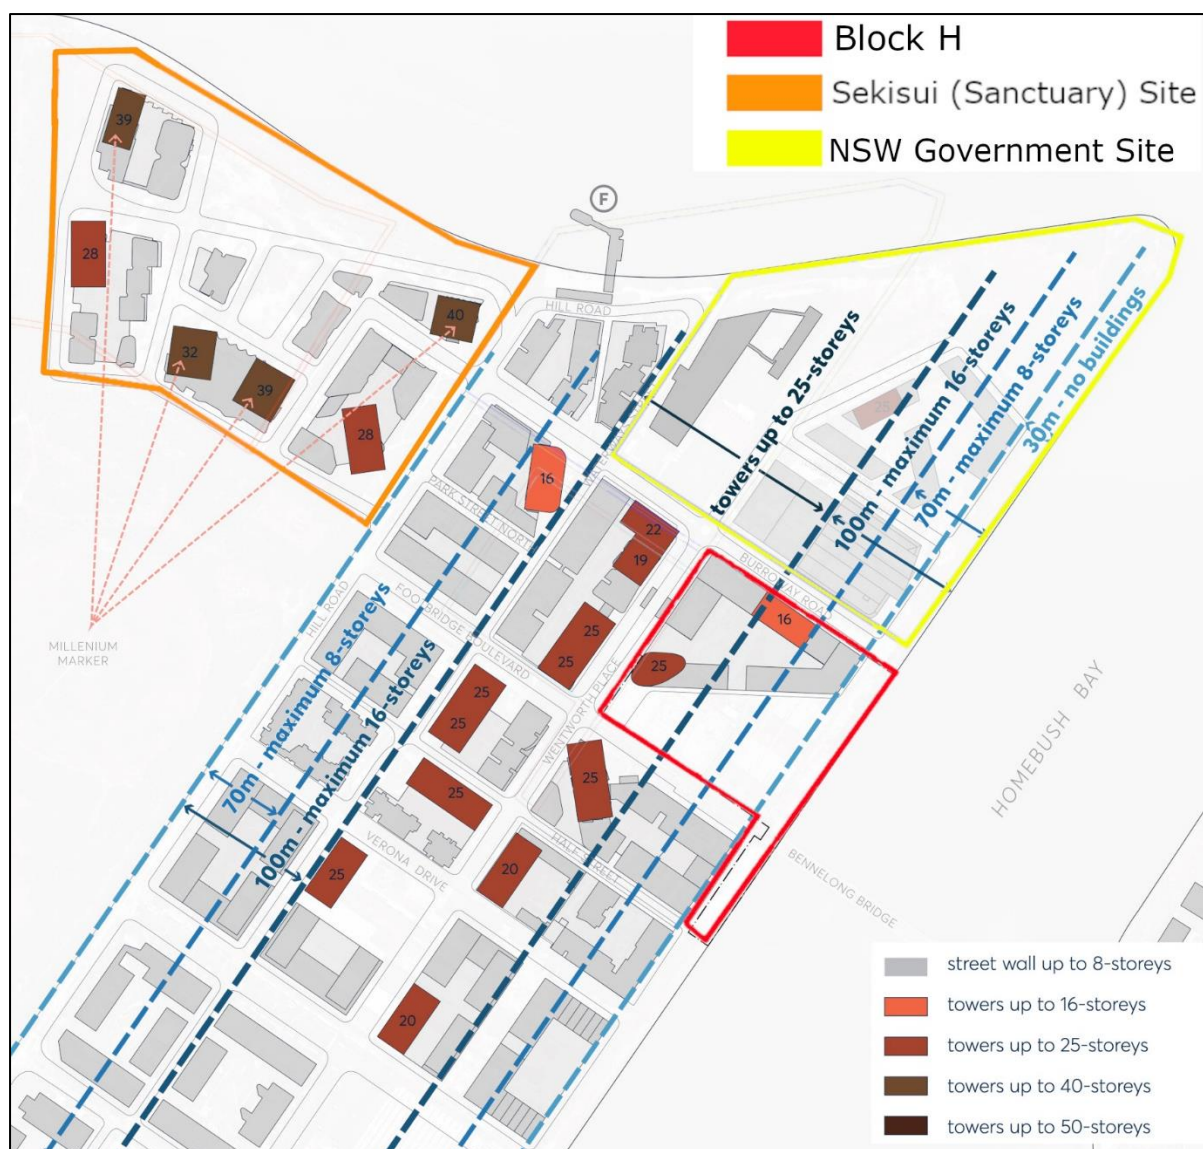 Block H
Sekisui (Sanctuary) Site
NSW Government Site
39
28
32
39
40
28
MILLENIUM
MARKER
F
HILL ROAD
16
PARK STREET NORTH
22
19
25
25
FOOTBRIDGE BOULEVARD
HILL ROAD
WENTWORTH PLACE
BURROWAY ROAD
16
25
28
towers up to 25-storeys
100m - maximum 16-storeys
70m - maximum 8-storeys
30m - no buildings
25
25
25
25
70m - maximum 8-storeys
100m - maximum 16-storeys
VERONA DRIVE
25
20
HALF STREET
20
BENNELONG BRIDGE
HOMEBUSH BAY
street wall up to 8-storeys
towers up to 16-storeys
towers up to 25-storeys
towers up to 40-storeys
towers up to 50-storeys